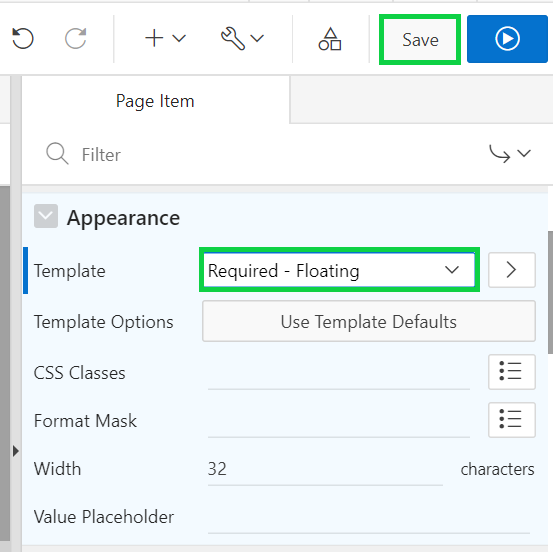 Save
Page Item
Filter
Appearance
Template Required - Floating
Template Options Use Template Defaults
CSS Classes
Format Mask
Width 32 characters
Value Placeholder